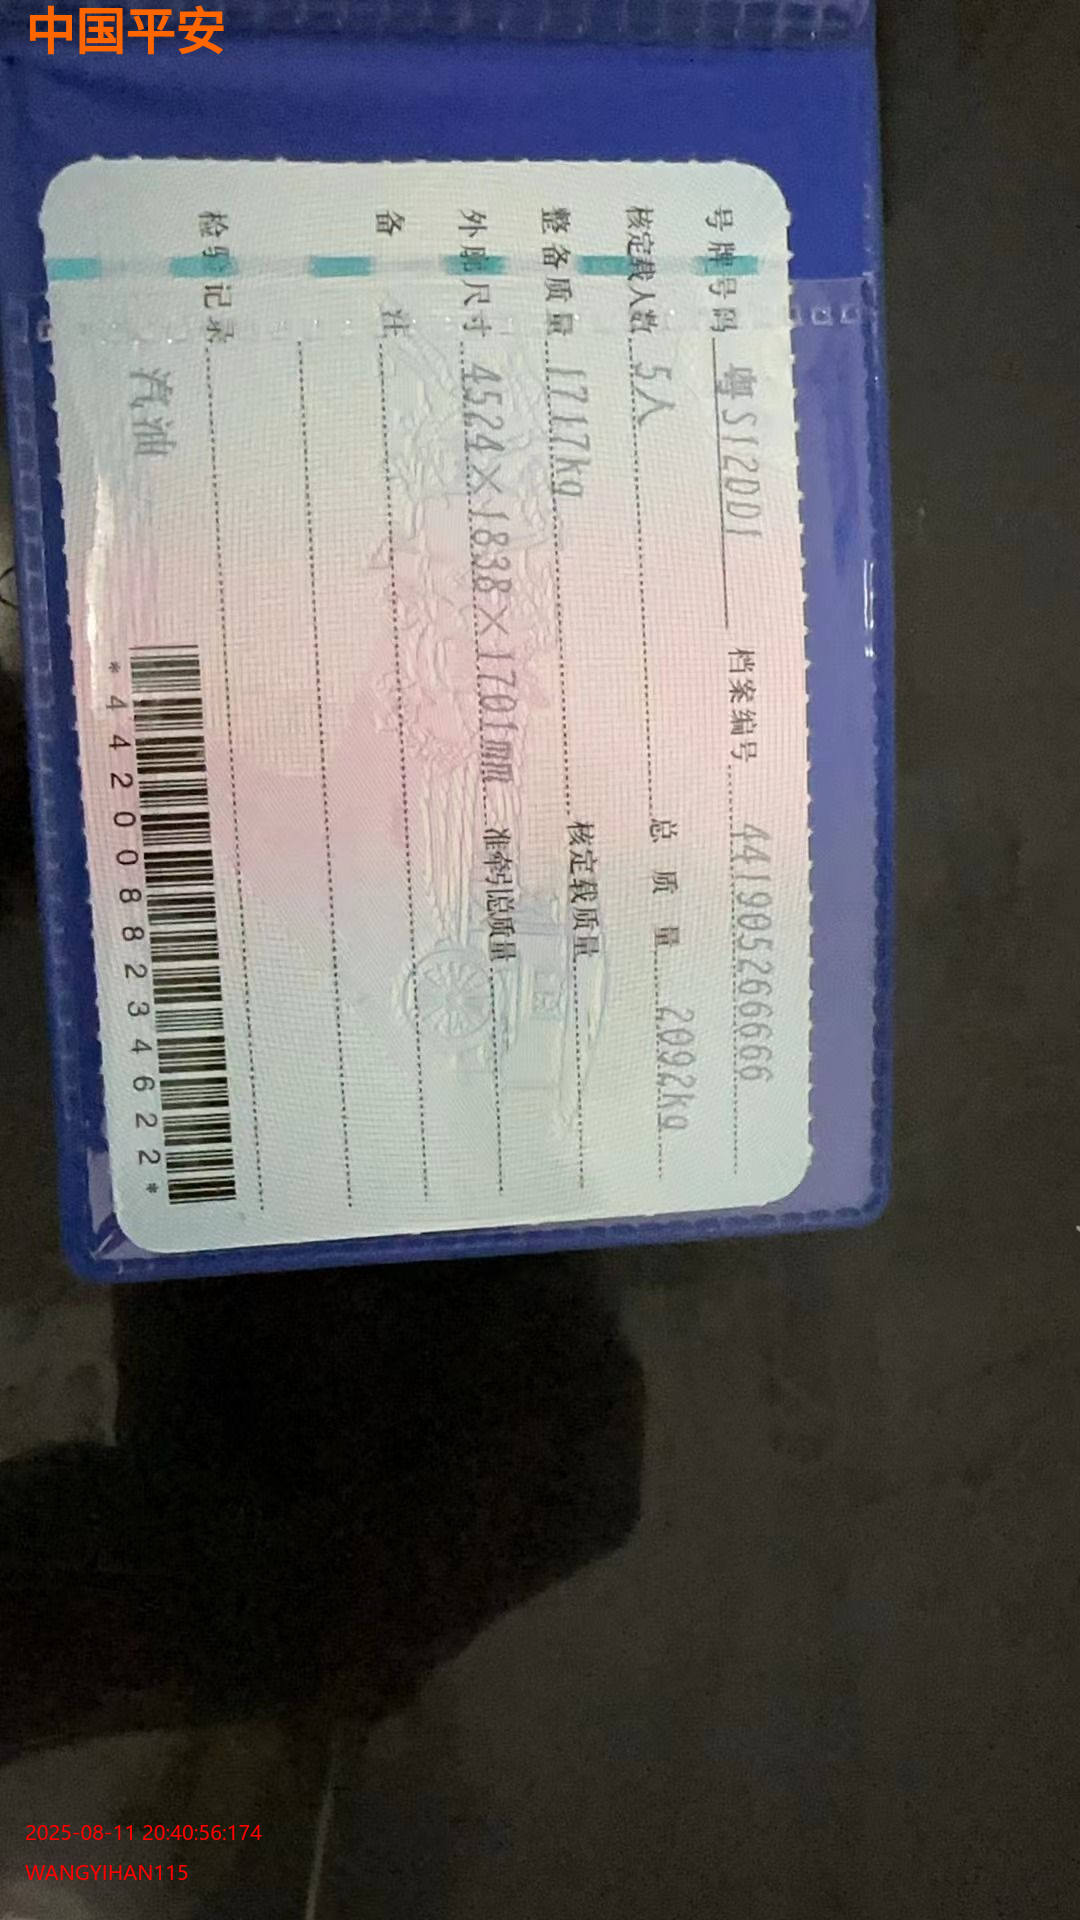 中国平安
号牌号码 粤S12DD1 档案编号 441905266666
核定载人数 5人 总质量 2092kg
整备质量 1717kg 核定载质量
外廓尺寸 4524×1838×1701mm 准牵引总质量
备注
检验记录
汽油
*4420088234622*
2025-08-11 20:40:56:174
WANGYIHAN115